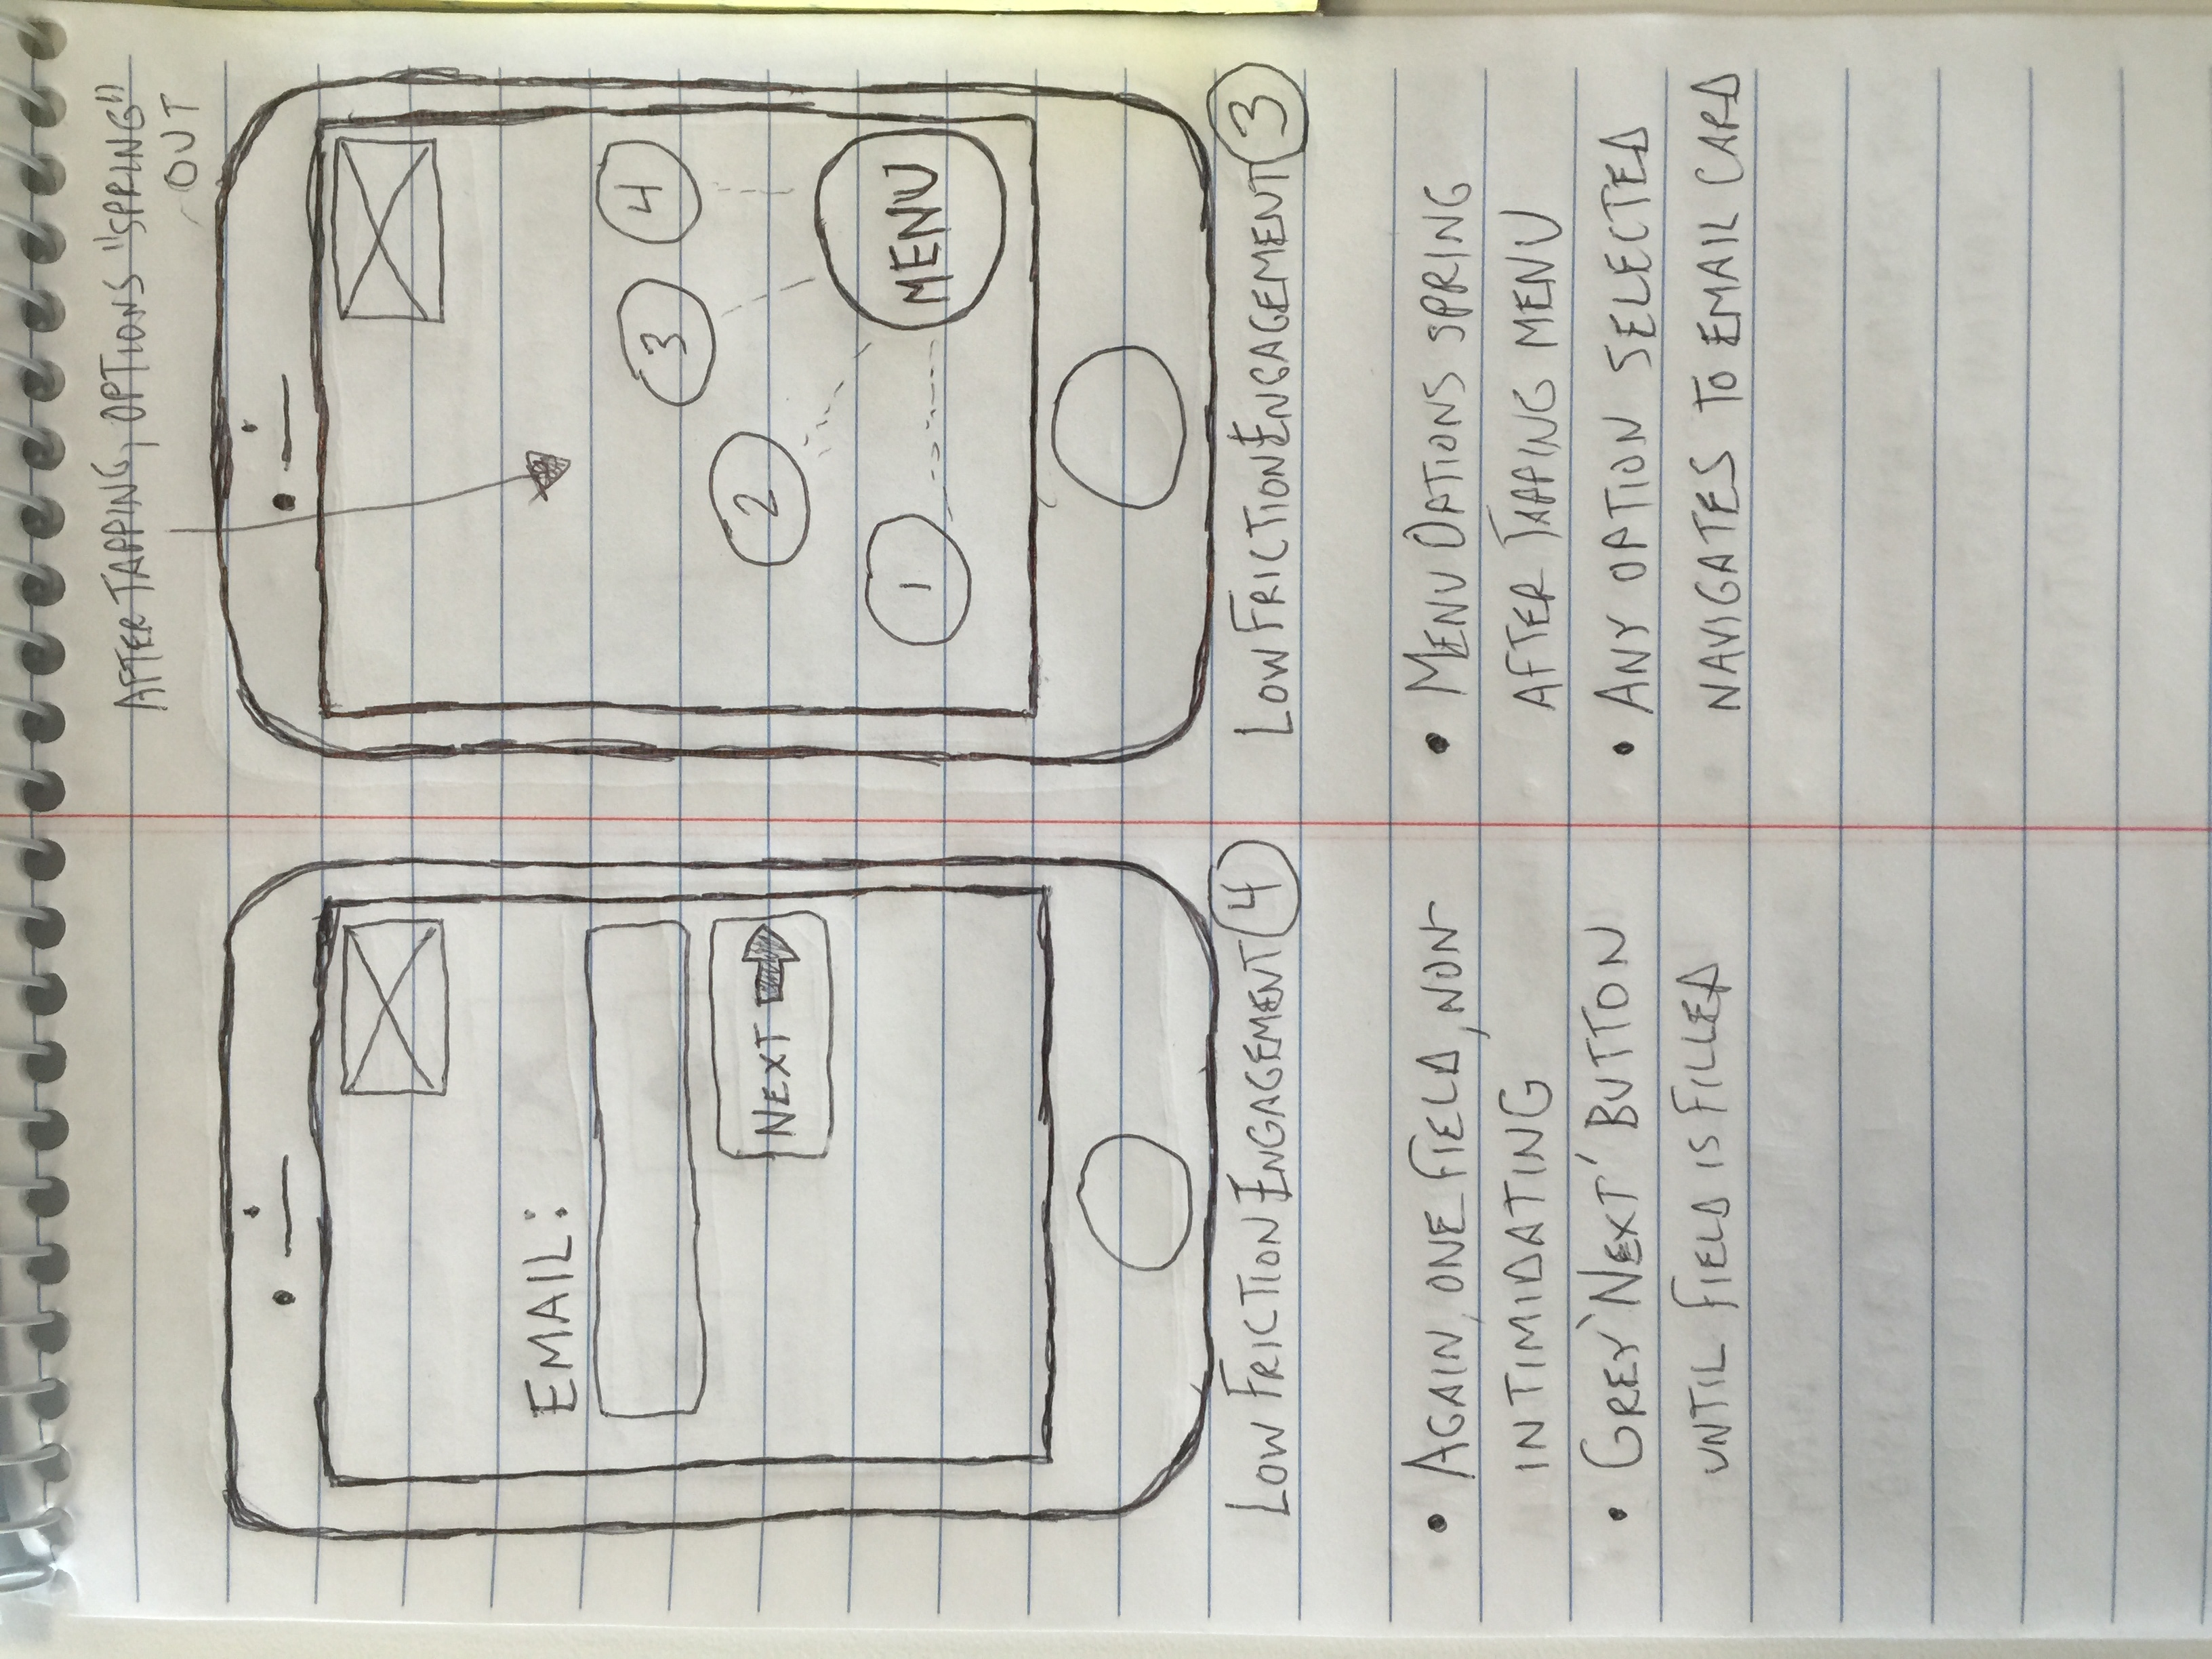 AFTER TAPPING, OPTIONS "SPRING"
OUT
EMAIL:
NEXT
LOW FRICTION ENGAGEMENT 4
• AGAIN, ONE FIELD, NON-
INTIMIDATING
• GREY 'NEXT' BUTTON
UNTIL FIELD IS FILLED
3
4
2
1
MENU
LOW FRICTION ENGAGEMENT 3
• MENU OPTIONS SPRING
AFTER TAPPING MENU
• ANY OPTION SELECTED
NAVIGATES TO EMAIL CARD